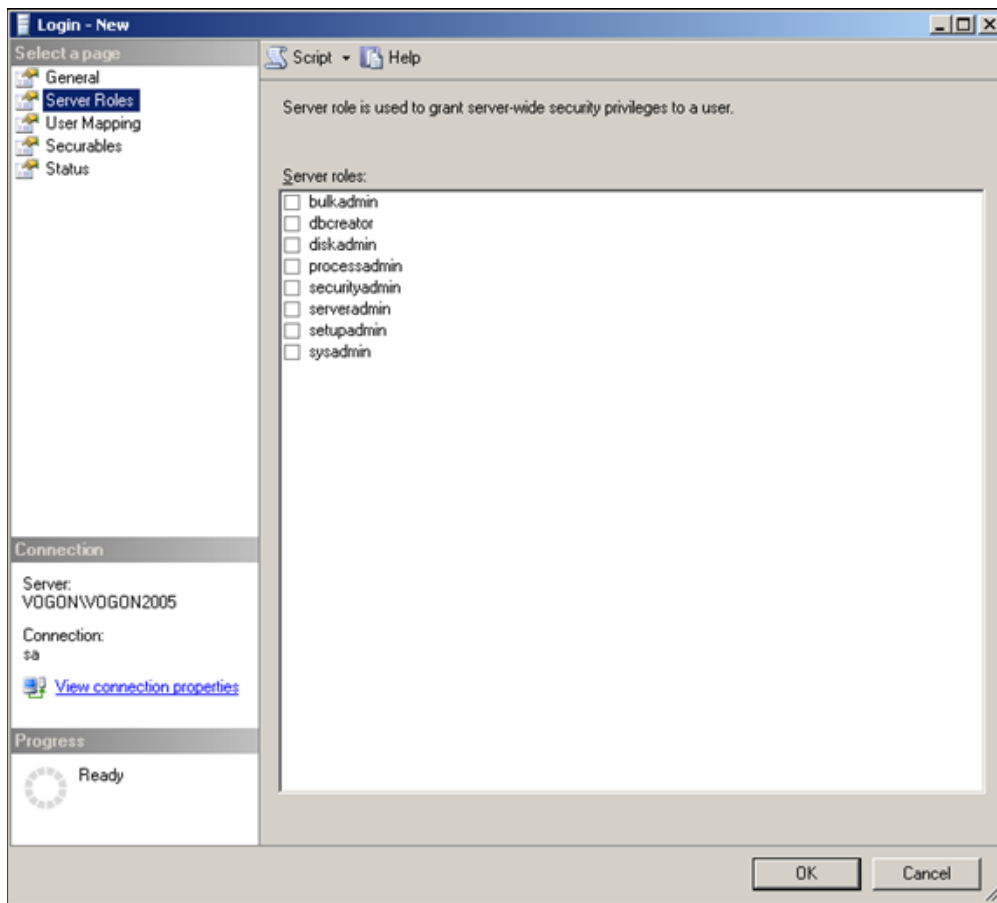 Login - New
Select a page
General
Server Roles
User Mapping
Securables
Status
Script Help
Server role is used to grant server-wide security privileges to a user.
Server roles:
bulkadmin
dbcreator
diskadmin
processadmin
securityadmin
serveradmin
setupadmin
sysadmin
Connection
Server:
VOGON\VOGON2005
Connection:
sa
View connection properties
Progress
Ready
OK Cancel